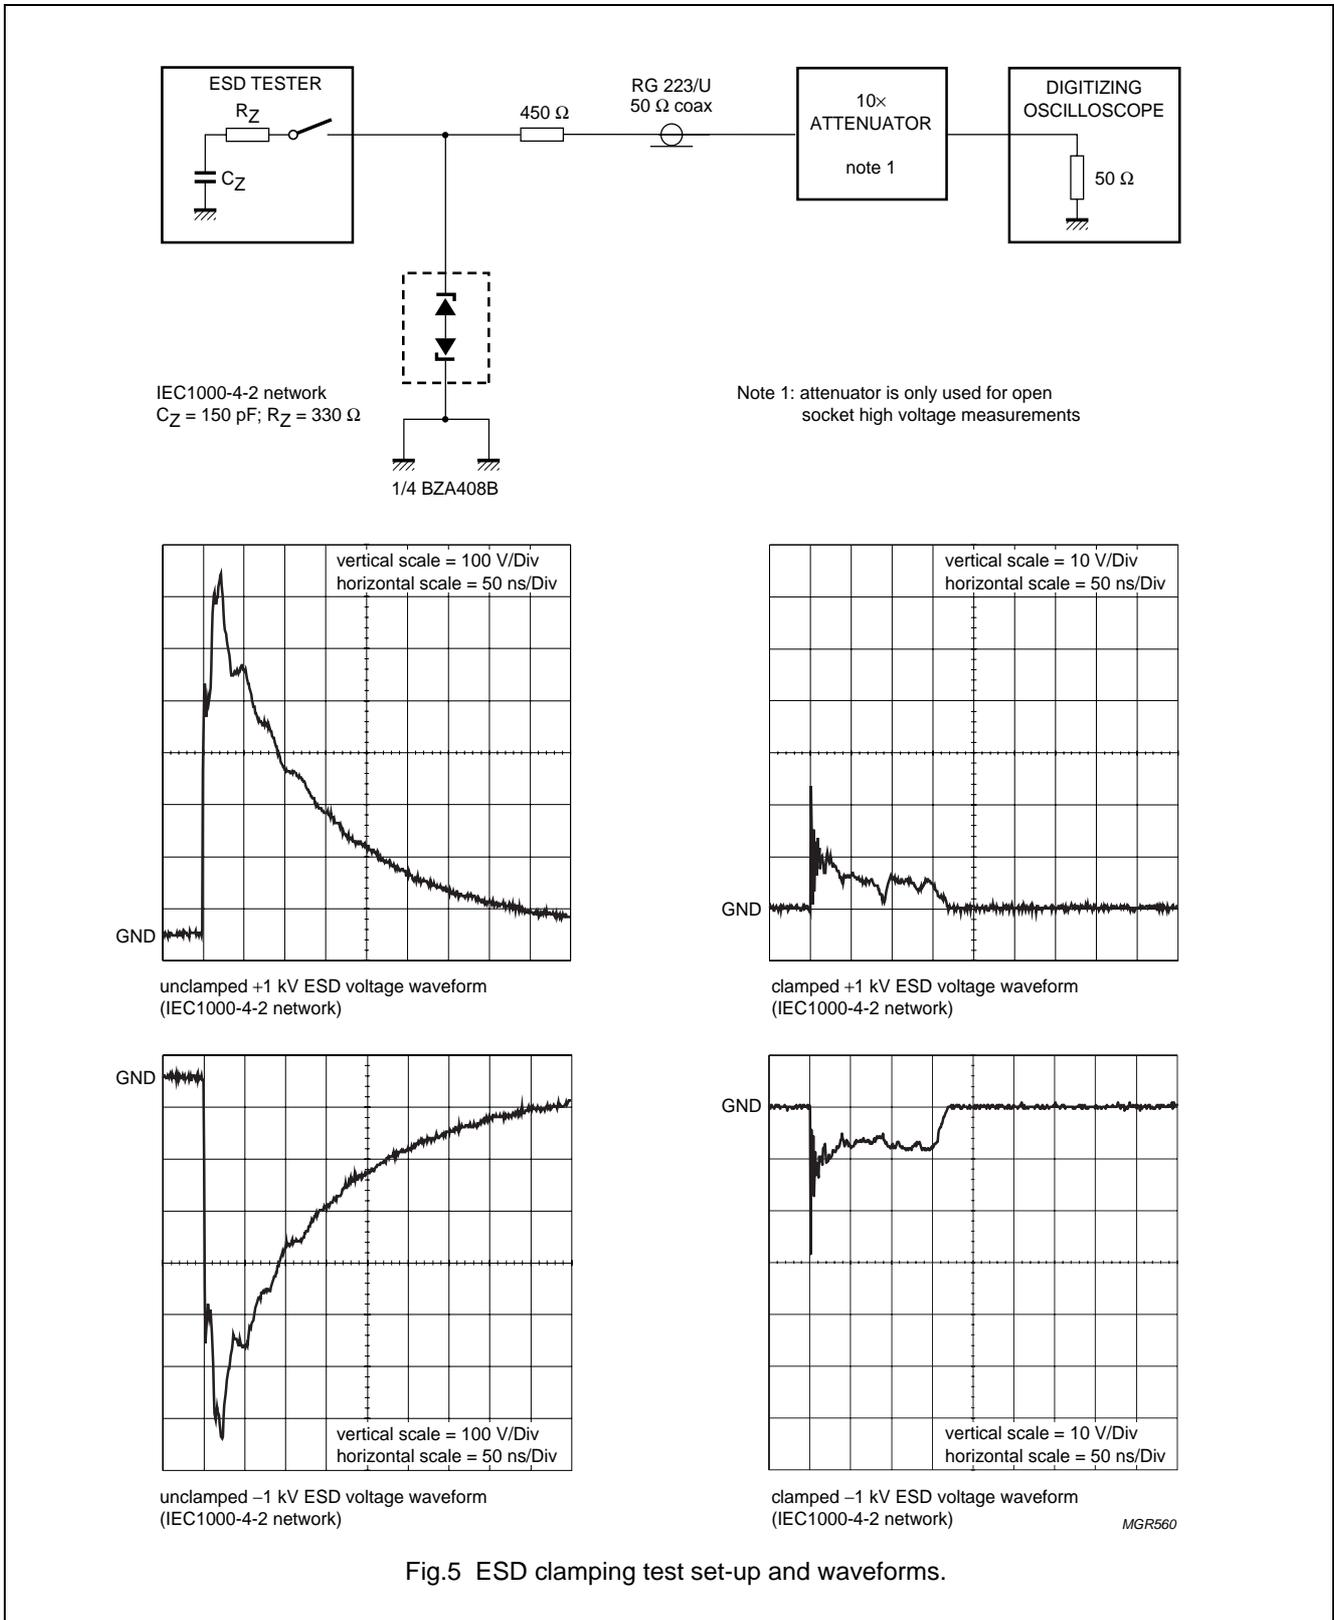 ESD TESTER
RZ
CZ
450 Ω
RG 223/U
50 Ω coax
10×
ATTENUATOR
note 1
DIGITIZING
OSCILLOSCOPE
50 Ω
IEC1000-4-2 network
CZ = 150 pF; RZ = 330 Ω
Note 1: attenuator is only used for open
socket high voltage measurements
1/4 BZA408B
vertical scale = 100 V/Div
horizontal scale = 50 ns/Div
GND
unclamped +1 kV ESD voltage waveform
(IEC1000-4-2 network)
vertical scale = 10 V/Div
horizontal scale = 50 ns/Div
GND
clamped +1 kV ESD voltage waveform
(IEC1000-4-2 network)
GND
vertical scale = 100 V/Div
horizontal scale = 50 ns/Div
unclamped −1 kV ESD voltage waveform
(IEC1000-4-2 network)
GND
vertical scale = 10 V/Div
horizontal scale = 50 ns/Div
clamped −1 kV ESD voltage waveform
(IEC1000-4-2 network)
MGR560
Fig.5 ESD clamping test set-up and waveforms.